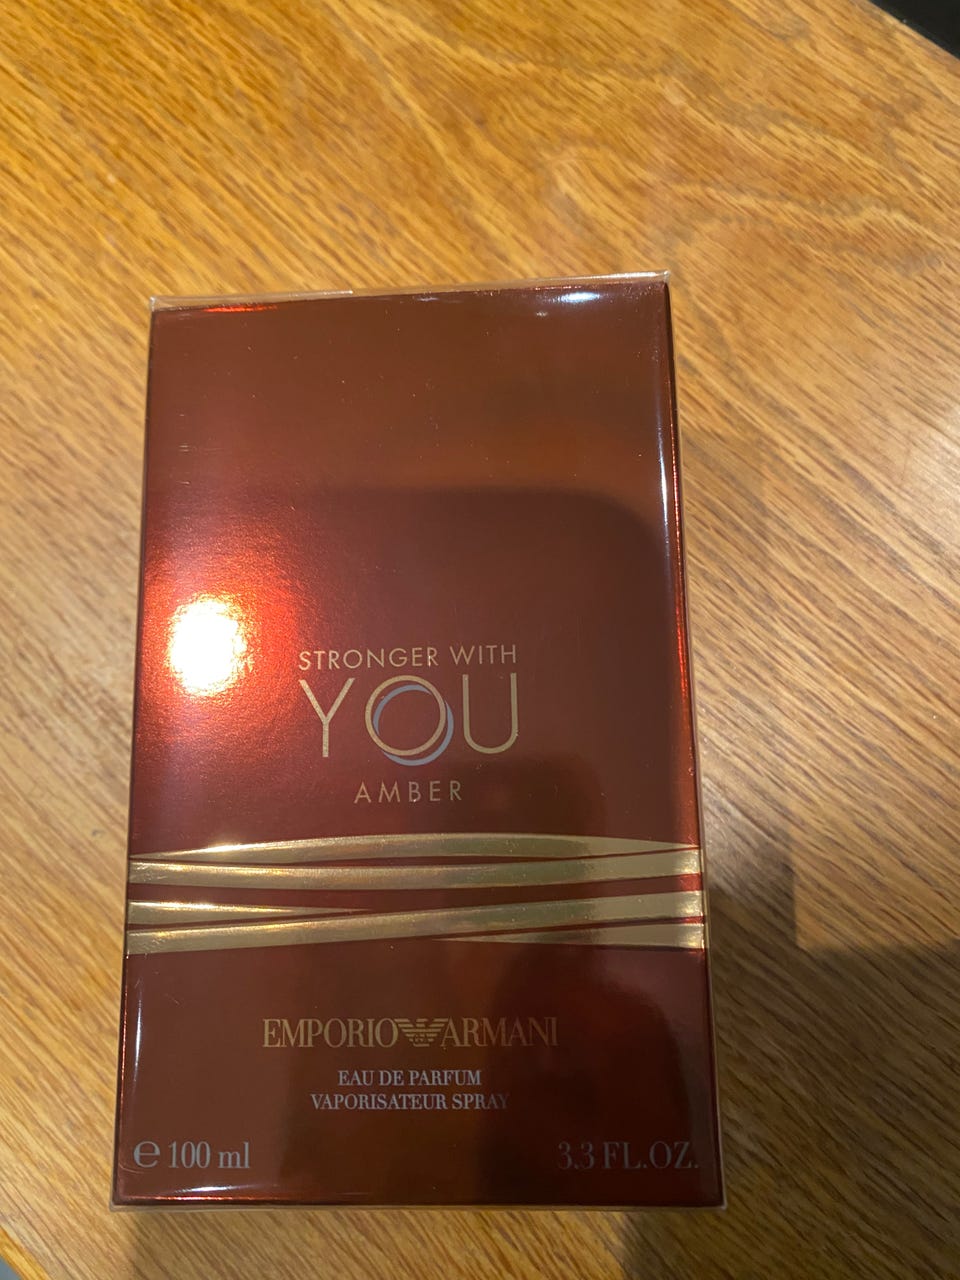 STRONGER WITH
YOU
AMBER
EMPORIO ARMANI
EAU DE PARFUM
VAPORISATEUR SPRAY
℮ 100 ml 3.3 FL.OZ.